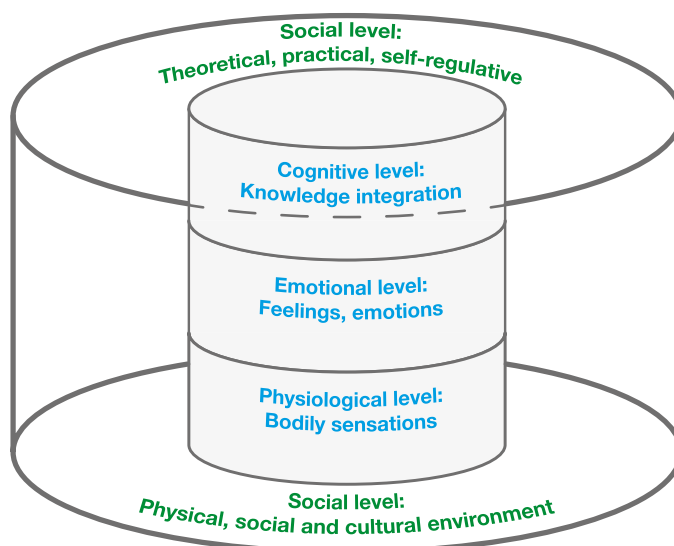 Social level:
Theoretical, practical, self-regulative
Cognitive level:
Knowledge integration
Emotional level:
Feelings, emotions
Physiological level:
Bodily sensations
Social level:
Physical, social and cultural environment